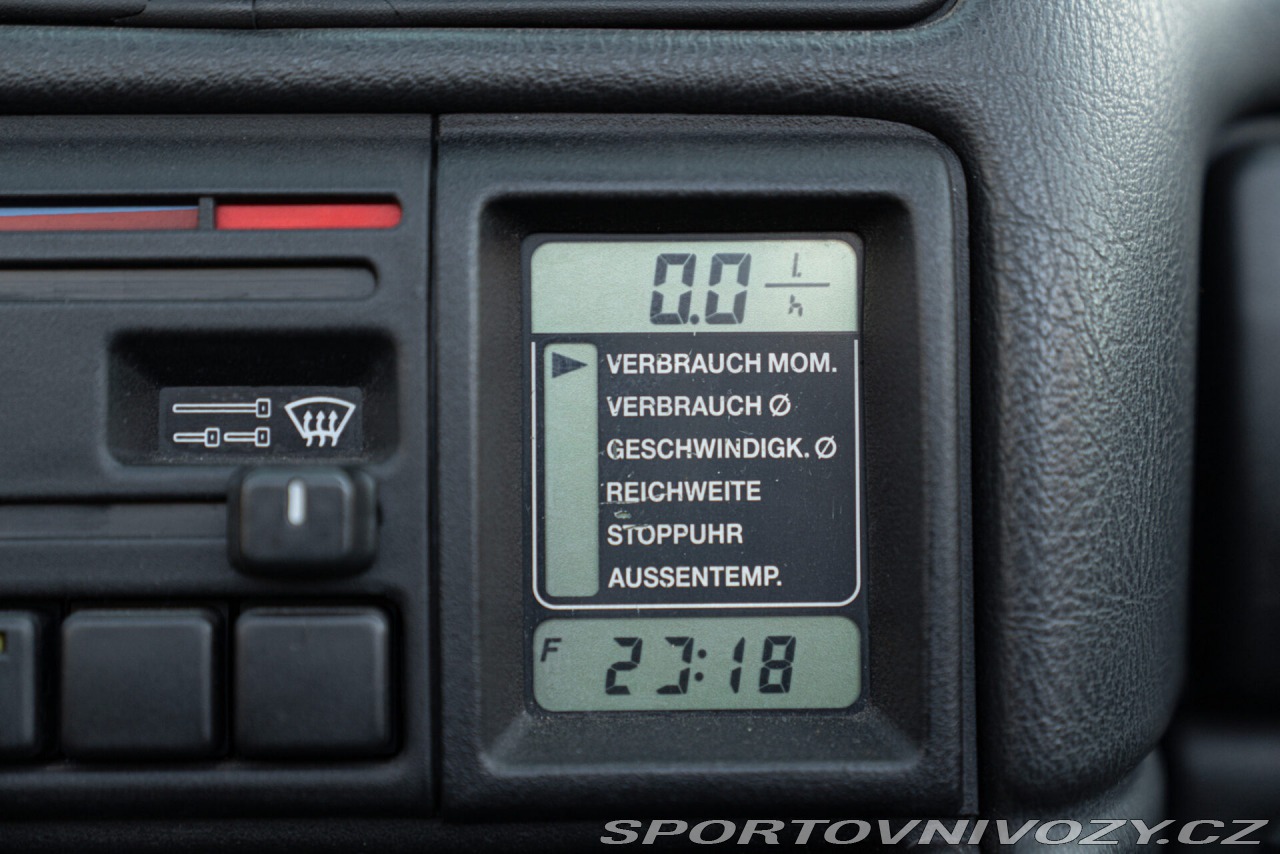 0.0 L/h
VERBRAUCH MOM.
VERBRAUCH Ø
GESCHWINDIGK. Ø
REICHWEITE
STOPPUHR
AUSSENTEMP.
F 23:18
SPORTOVNIVOZY.CZ